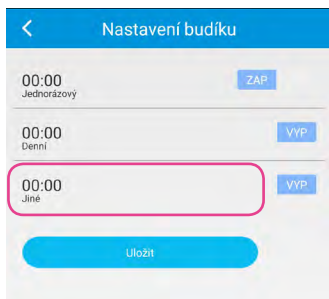 Nastavení budíku
00:00
ZAP
Jednorázový
00:00
VYP
Denní
00:00
VYP
Jiné
Uložit